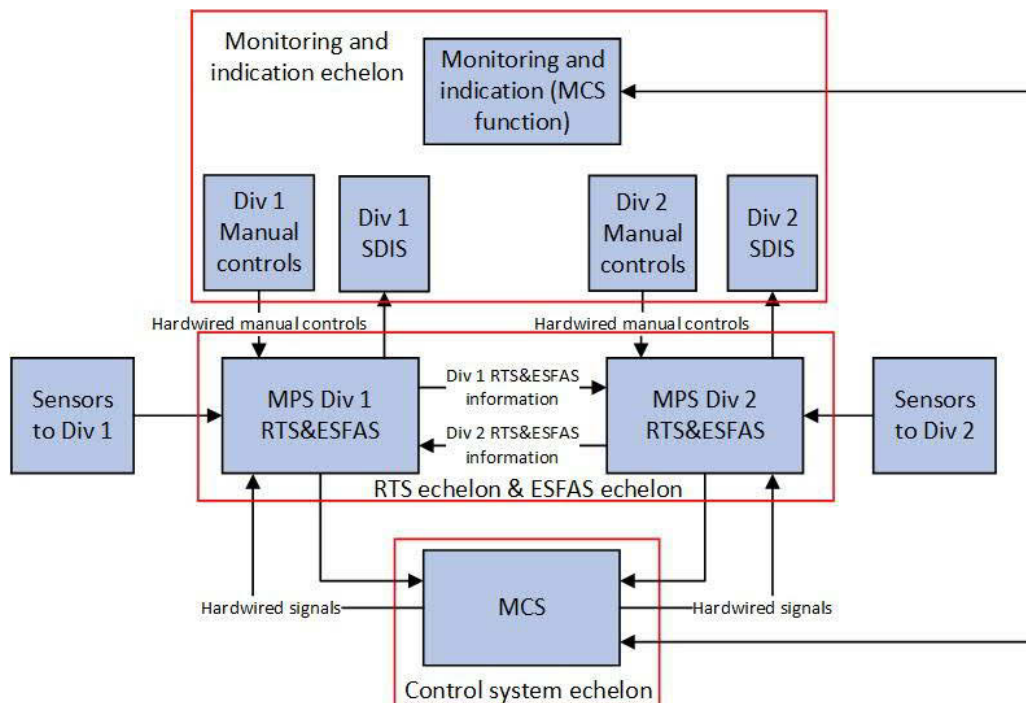 Monitoring and
indication echelon
Monitoring and
indication (MCS
function)
Div 1
Manual
controls
Div 1
SDIS
Div 2
Manual
controls
Div 2
SDIS
Hardwired manual controls
Hardwired manual controls
Sensors
to Div 1
MPS Div 1
RTS&ESFAS
Div 1 RTS&ESFAS
information
Div 2 RTS&ESFAS
information
MPS Div 2
RTS&ESFAS
Sensors
to Div 2
RTS echelon & ESFAS echelon
Hardwired signals
MCS
Hardwired signals
Control system echelon